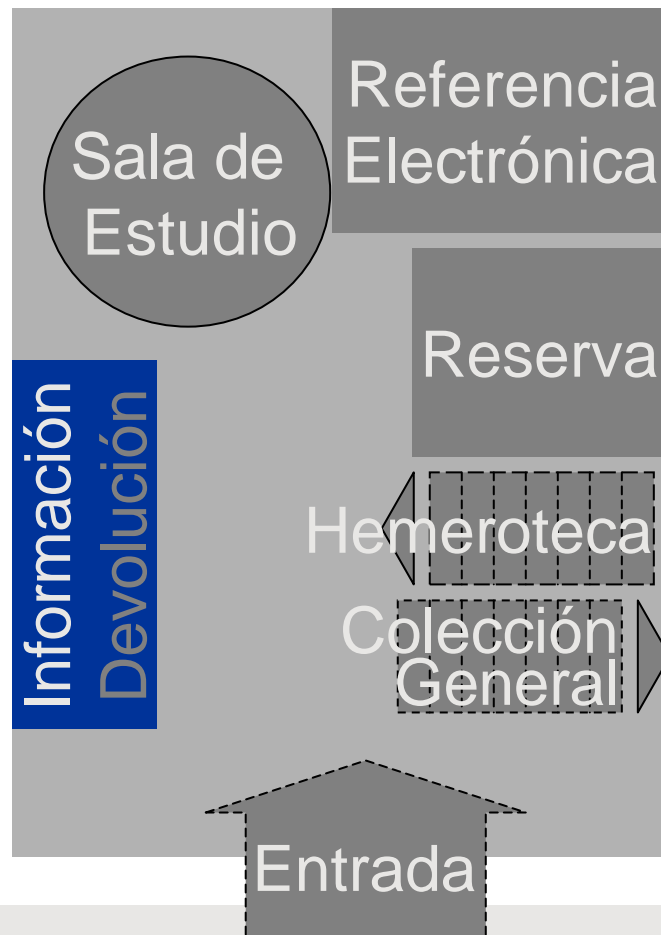 Sala de
Estudio
Referencia
Electrónica
Reserva
Información
Devolución
Hemeroteca
Colección
General
Entrada